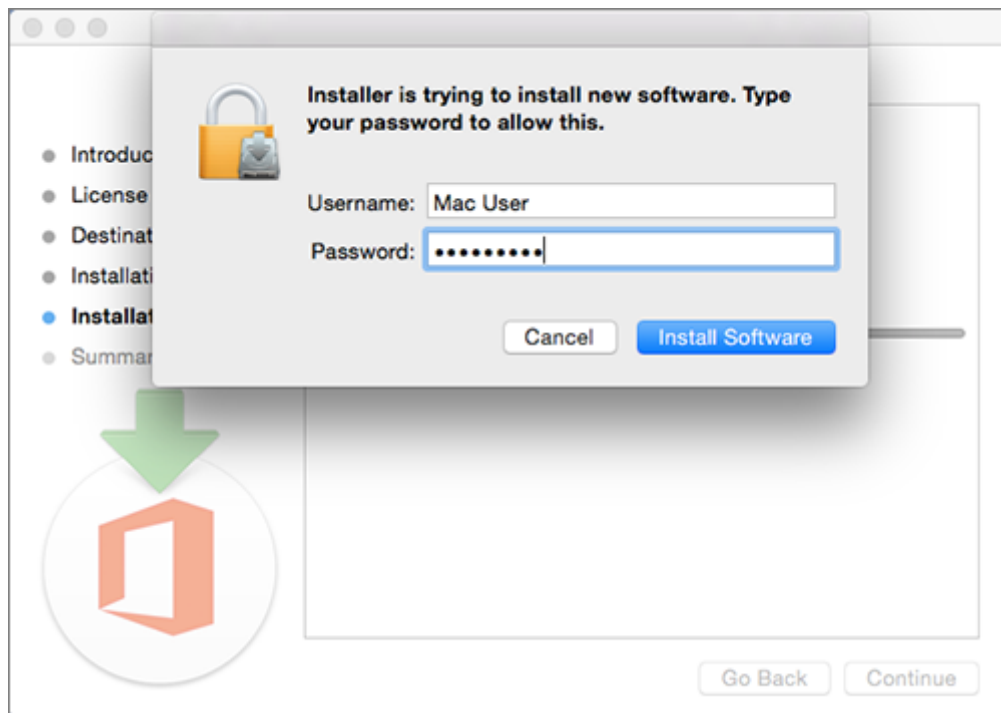 Installer is trying to install new software. Type
your password to allow this.
Username: Mac User
Password: •••••••••
Cancel Install Software
Introduc
License
Destinat
Installati
Installat
Summar
Go Back Continue